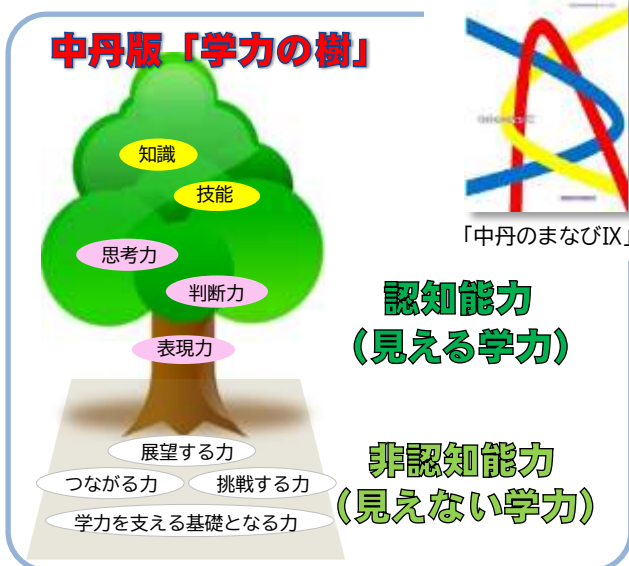 中丹版「学力の樹」
知識
技能
思考力
判断力
表現力
「中丹のまなびⅨ」
認知能力
（見える学力）
展望する力
つながる力
挑戦する力
学力を支える基礎となる力
非認知能力
（見えない学力）